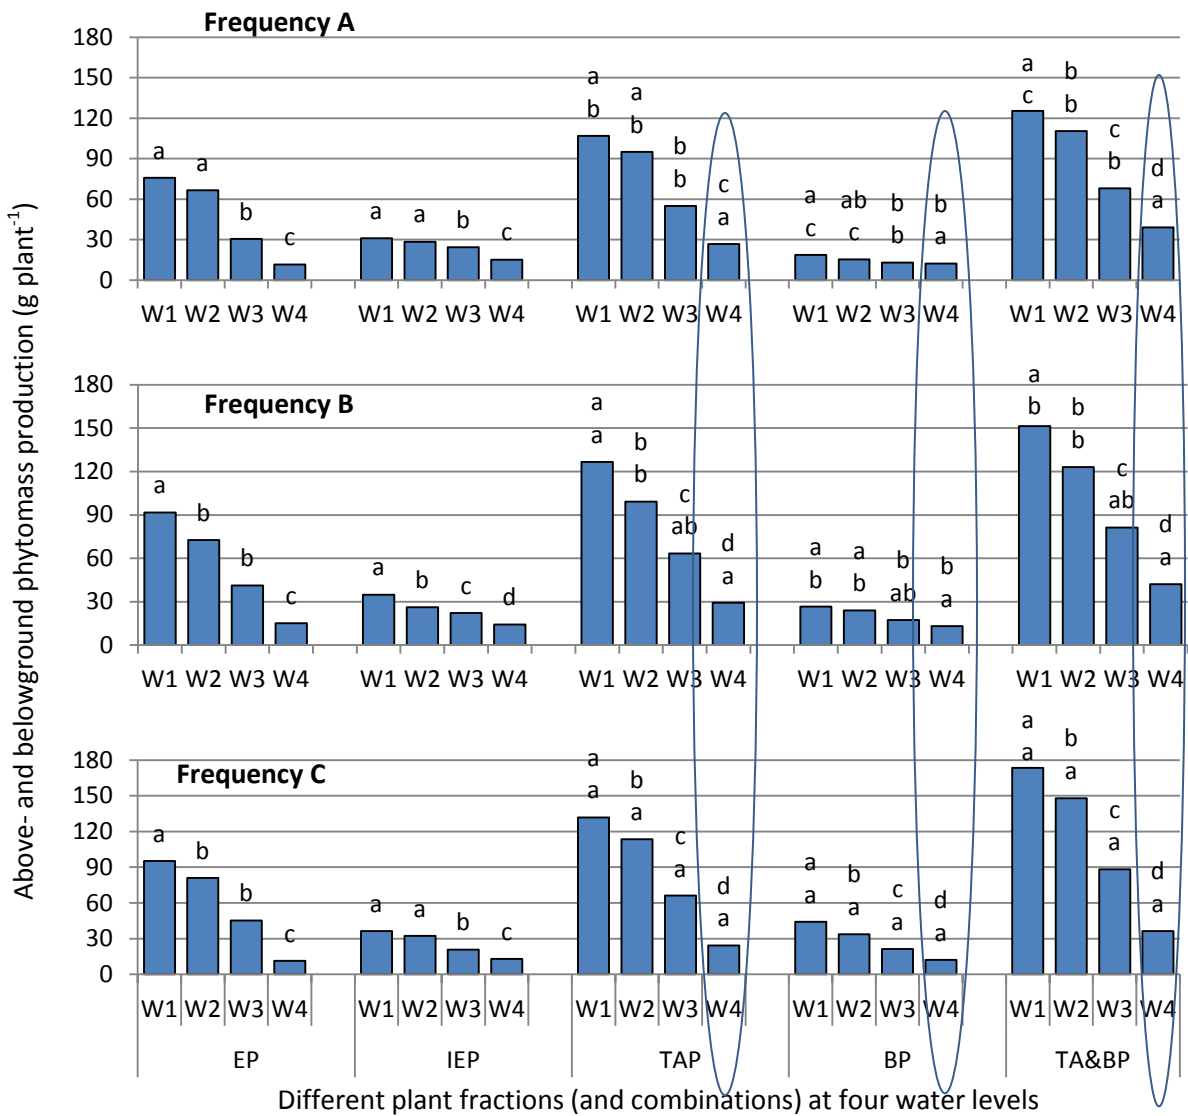 Above- and belowground phytomass production (g plant-1)
Frequency A
180
150
120
90
60
30
0
a a b c
a a b c
a a b c
b b b a
a ab b b
c c b a
a b c d
c b b a
W1 W2 W3 W4 W1 W2 W3 W4 W1 W2 W3 W4 W1 W2 W3 W4 W1 W2 W3 W4
Frequency B
180
150
120
90
60
30
0
a b b c
a b c d
a b c d
a b ab a
a a b b
b b ab a
a b c d
b b ab a
W1 W2 W3 W4 W1 W2 W3 W4 W1 W2 W3 W4 W1 W2 W3 W4 W1 W2 W3 W4
Frequency C
180
150
120
90
60
30
0
a b b c
a a b c
a b c d
a a a a
a b c d
a a a a
a b c d
a a a a
W1 W2 W3 W4 W1 W2 W3 W4 W1 W2 W3 W4 W1 W2 W3 W4 W1 W2 W3 W4
EP IEP TAP BP TA&BP
Different plant fractions (and combinations) at four water levels